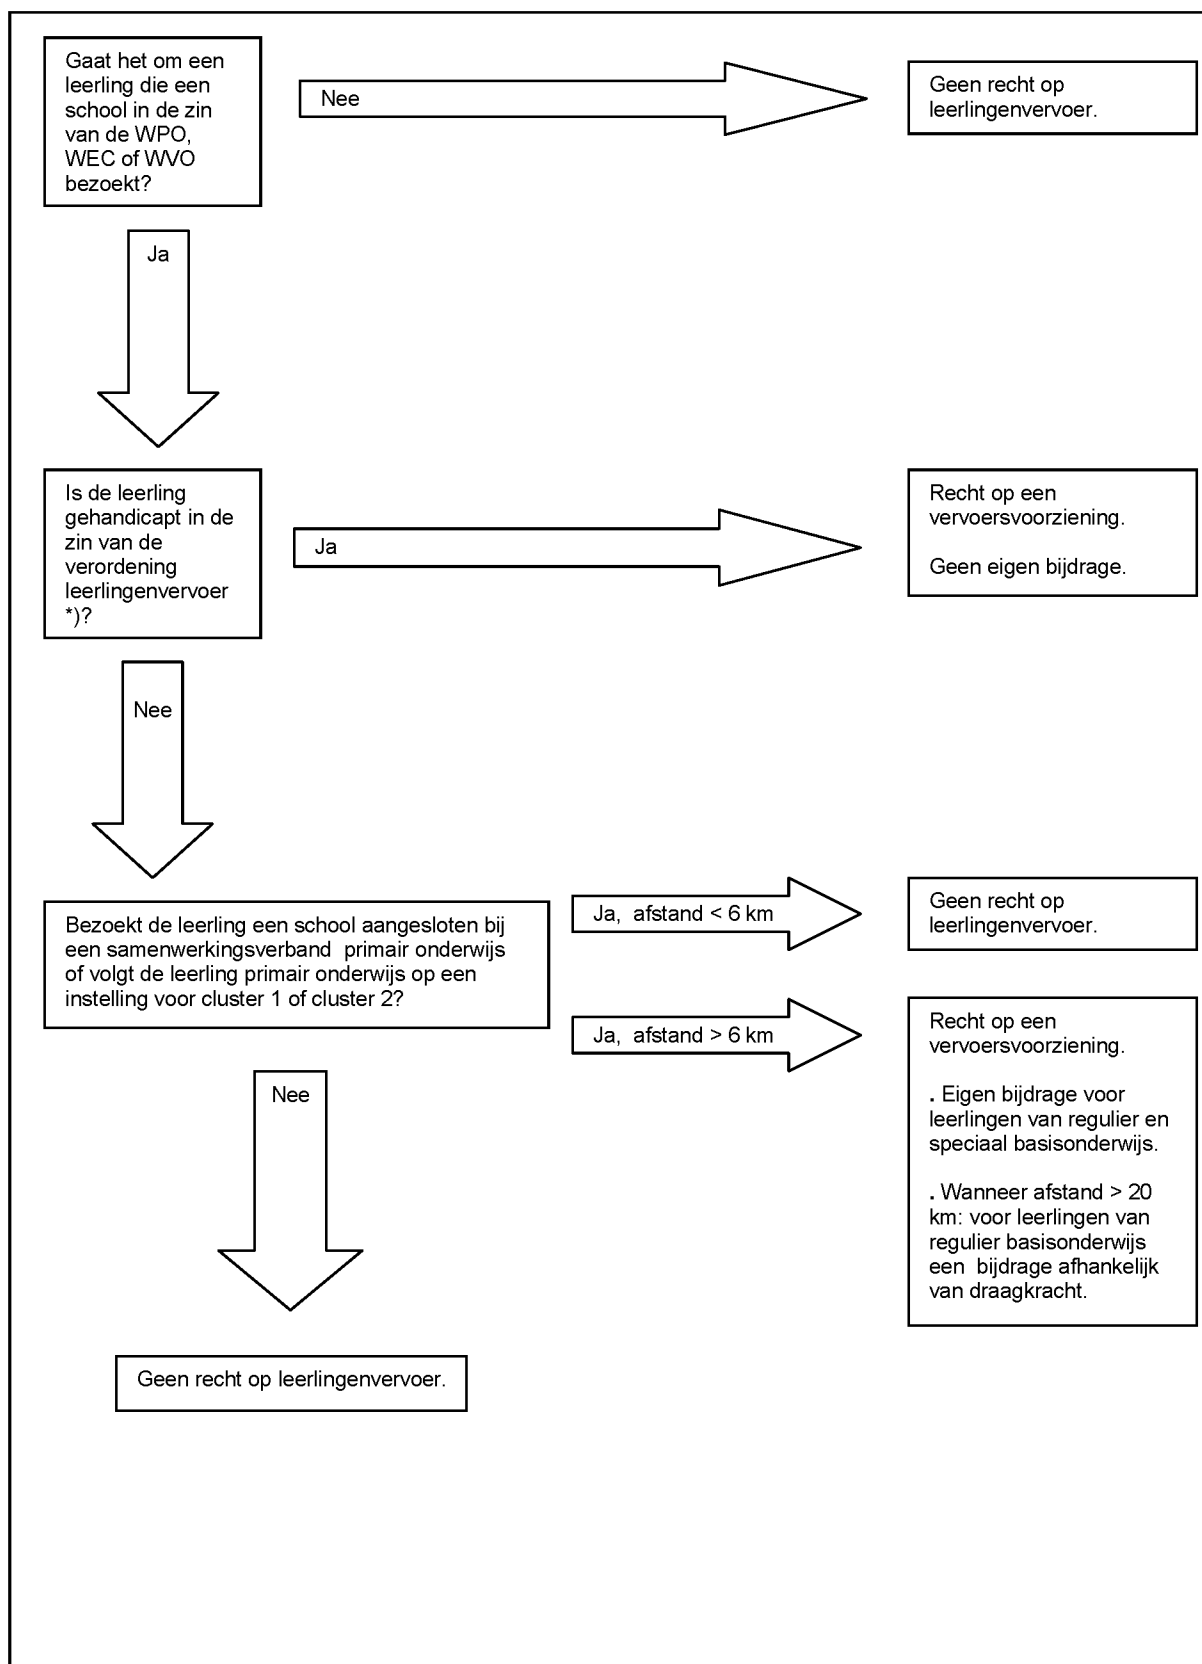 Gaat het om een
leerling die een
school in de zin
van de WPO,
WEC of WVO
bezoekt?
Nee
Geen recht op
leerlingenvervoer.
Ja
Is de leerling
gehandicapt in de
zin van de
verordening
leerlingenvervoer
*)?
Ja
Recht op een
vervoersvoorziening.
Geen eigen bijdrage.
Nee
Bezoekt de leerling een school aangesloten bij
een samenwerkingsverband  primair onderwijs
of volgt de leerling primair onderwijs op een
instelling voor cluster 1 of cluster 2?
Ja,  afstand < 6 km
Geen recht op
leerlingenvervoer.
Ja,  afstand > 6 km
Recht op een
vervoersvoorziening.
. Eigen bijdrage voor
leerlingen van regulier en
speciaal basisonderwijs.
. Wanneer afstand > 20
km: voor leerlingen van
regulier basisonderwijs
een  bijdrage afhankelijk
van draagkracht.
Nee
Geen recht op leerlingenvervoer.